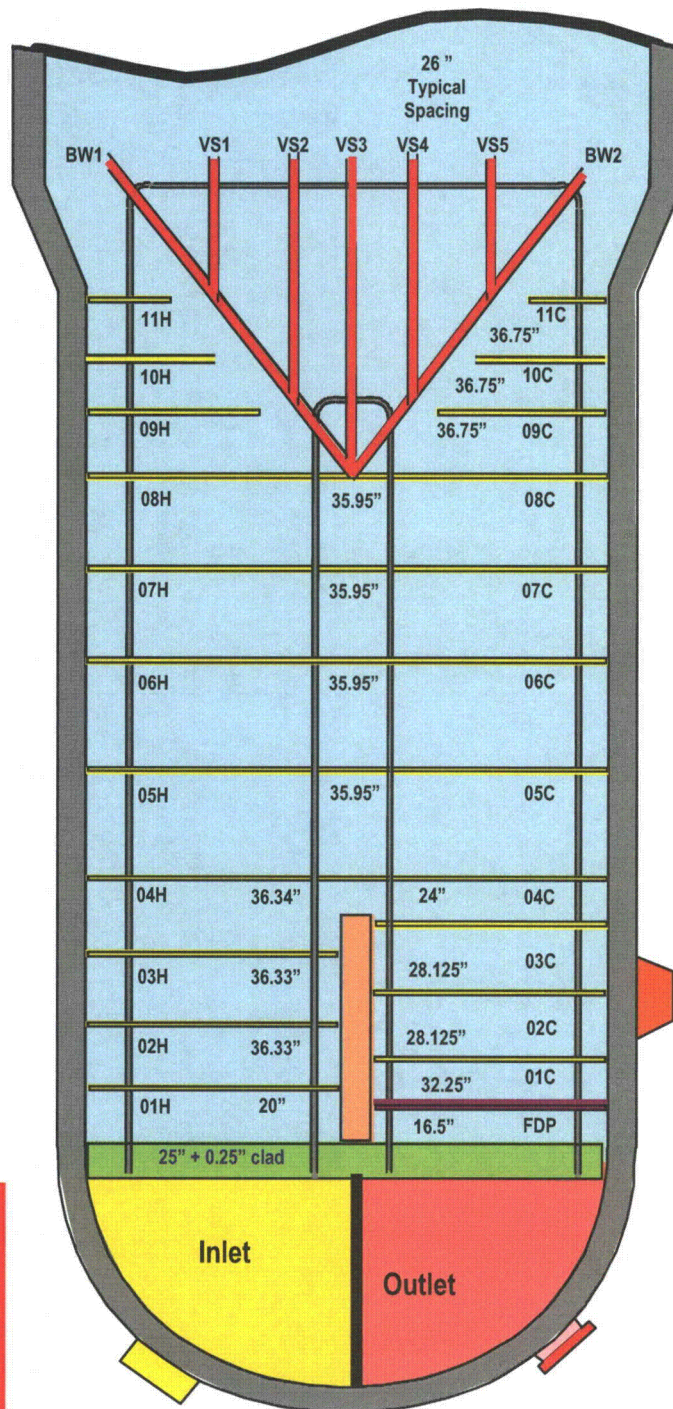 26 "
Typical
Spacing
BW1 VS1 VS2 VS3 VS4 VS5 BW2
11H 11C
36.75”
10H 36.75” 10C
09H 36.75” 09C
08H 35.95” 08C
07H 35.95” 07C
06H 35.95” 06C
05H 35.95” 05C
04H 36.34” 24” 04C
03H 36.33” 28.125” 03C
02H 36.33” 28.125” 02C
32.25” 01C
01H 20” 16.5” FDP
25” + 0.25” clad
Inlet
Outlet